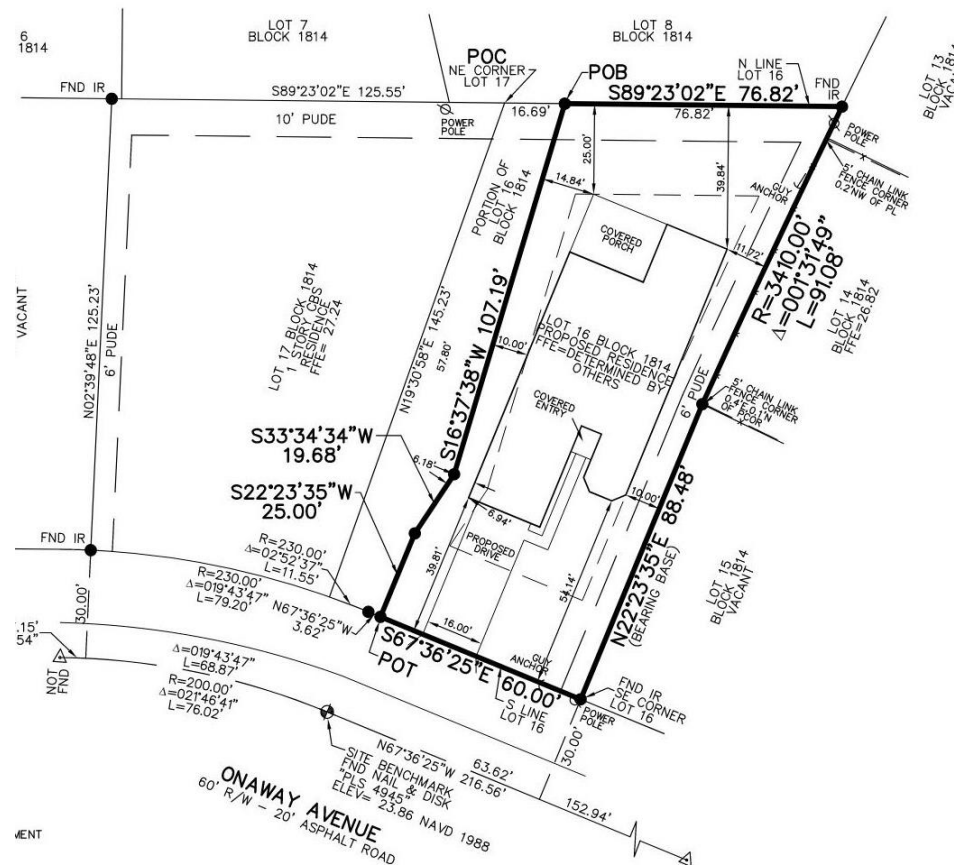 LOT 7
BLOCK 1814
LOT 8
BLOCK 1814
6
1814
LOT 13
BLOCK 1814
VACANT
POC
NE CORNER
LOT 17
POB
N LINE
LOT 16
FND
IR
FND IR
S89°23'02"E 125.55'
S89°23'02"E 76.82'
16.69'
76.82'
POWER
POLE
POWER
POLE
10' PUDE
25.00'
39.84'
14.84'
PORTION OF
LOT 16
BLOCK 1814
GUY
ANCHOR
5' CHAIN LINK
FENCE CORNER
0.2'NW OF PL
11.72'
R=3410.00'
Δ=001°31'49"
L=91.08'
COVERED
PORCH
VACANT
N02°39'48"E 125.23'
6' PUDE
LOT 17 BLOCK 1814
1 STORY CBS
RESIDENCE
FFE= 27.24
N19°30'58"E 145.23'
57.80'
S16°37'38"W 107.19'
10.00'
LOT 16 BLOCK 1814
PROPOSED RESIDENCE
FFE=DETERMINED BY
OTHERS
LOT 14
BLOCK 1814
FFE=26.82
6' PUDE
5' CHAIN LINK
FENCE CORNER
0.4'E-0.1'N
OF PCOR
COVERED
ENTRY
S33°34'34"W
19.68'
6.18'
S22°23'35"W
25.00'
6.94'
10.00'
PROPOSED
DRIVE
39.81'
54.14'
16.00'
N22°23'35"E 88.48'
(BEARING BASE)
LOT 15
BLOCK 1814
VACANT
FND IR
R=230.00'
Δ=02°52'37"
L=11.55'
R=230.00'
Δ=019°43'47"
L=79.20'
N67°36'25"W
3.62'
30.00'
.15'
54"
NOT
FND
Δ=019°43'47"
L=68.87'
R=200.00'
Δ=021°46'41"
L=76.02'
POT
S67°36'25"E 60.00'
GUY
ANCHOR
S LINE
LOT 16
FND IR
SE CORNER
LOT 16
POWER
POLE
30.00'
N67°36'25"W 216.56'
63.62'
152.94'
SITE BENCHMARK
FND NAIL & DISK
"PLS 4945"
ELEV= 23.86 NAVD 1988
ONAWAY AVENUE
60' R/W - 20' ASPHALT ROAD
MENT